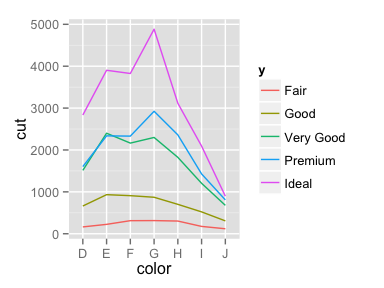 5000
4000
3000
2000
1000
0
cut
D E F G H I J
color
y
Fair
Good
Very Good
Premium
Ideal